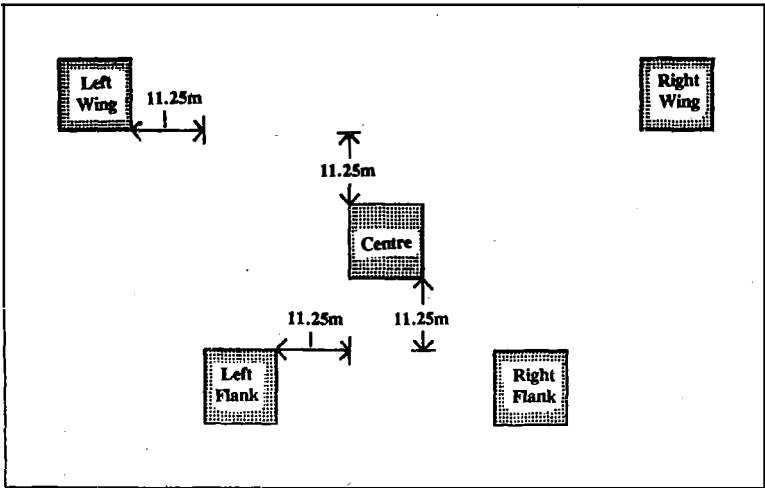 Left
Wing
11.25m
Right
Wing
11.25m
Centre
11.25m
11.25m
Left
Flank
Right
Flank